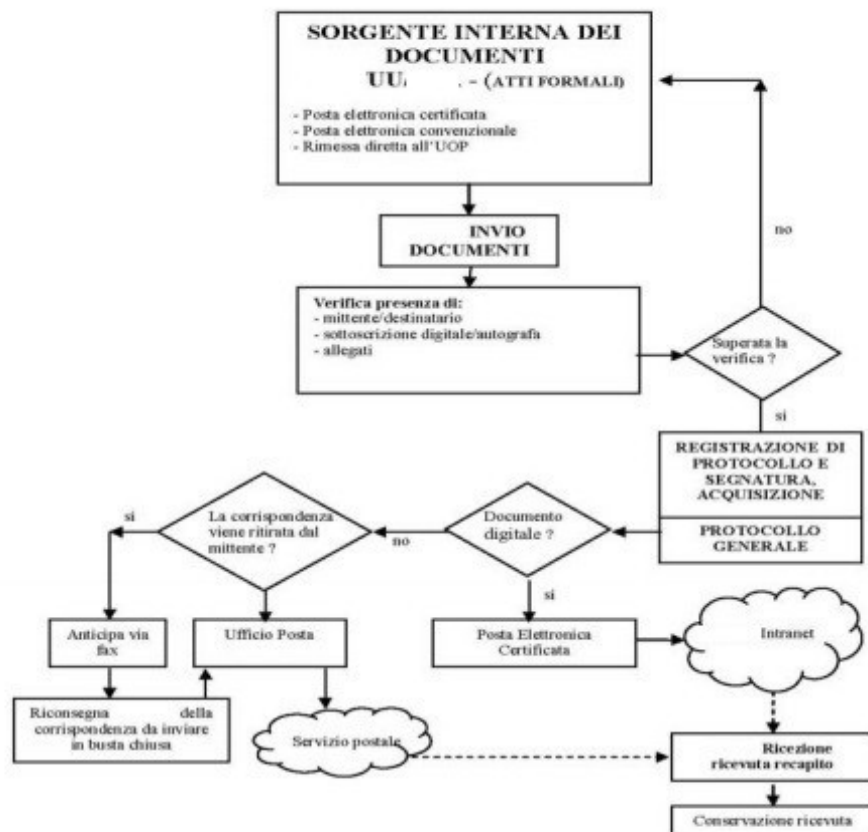 SORGENTE INTERNA DEI
DOCUMENTI
UU. - (ATTI FORMALI)
- Posta elettronica certificata
- Posta elettronica convenzionale
- Rimessa diretta all'UOP
INVIO
DOCUMENTI
no
Verifica presenza di:
- mittente/destinatario
- sottoscrizione digitale/autografa
- allegati
Superata la
verifica ?
si
REGISTRAZIONE DI
PROTOCOLLO E
SEGNATURA,
ACQUISIZIONE
PROTOCOLLO
GENERALE
Documento
digitale ?
no
La corrispondenza
viene ritirata dal
mittente ?
si
si
Anticipa via
fax
Ufficio Posta
Posta Elettronica
Certificata
Intranet
Riconsegna della
corrispondenza da inviare
in busta chiusa
Servizio postale
Ricezione
ricevuta recapito
Conservazione ricevuta